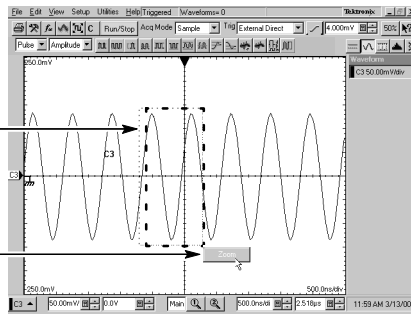 File Edit View Setup Utilities Help Triggered Waveforms= 0 Tektronix
C Run/Stop Acq Mode Sample Trig External Direct 4.000mV 50%
Pulse Amplitude
Waveform
250.0mV C3 50.00mV/div
C3
C3
Zoom
-250.0mV 500.0ns/div
C3 50.00mV 0.0V Main 500.0ns/di 2.518µs 11:59 AM 3/13/00